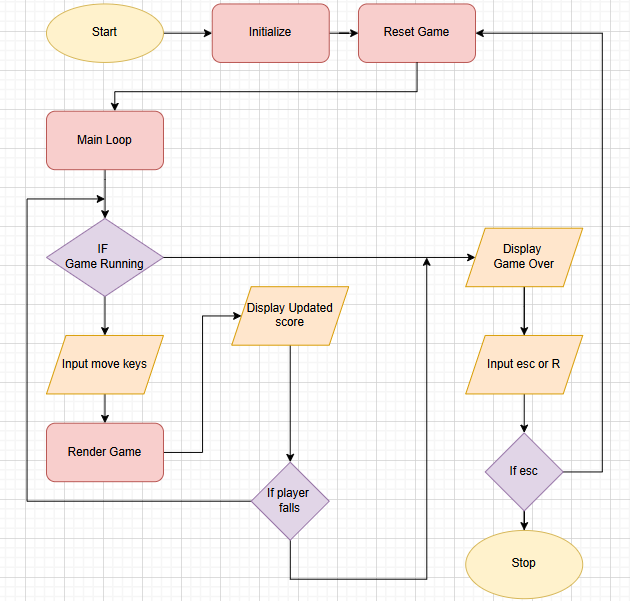 Start
Initialize
Reset Game
Main Loop
IF
Game Running
Display
Game Over
Display Updated
score
Input move keys
Input esc or R
Render Game
If player
falls
If esc
Stop